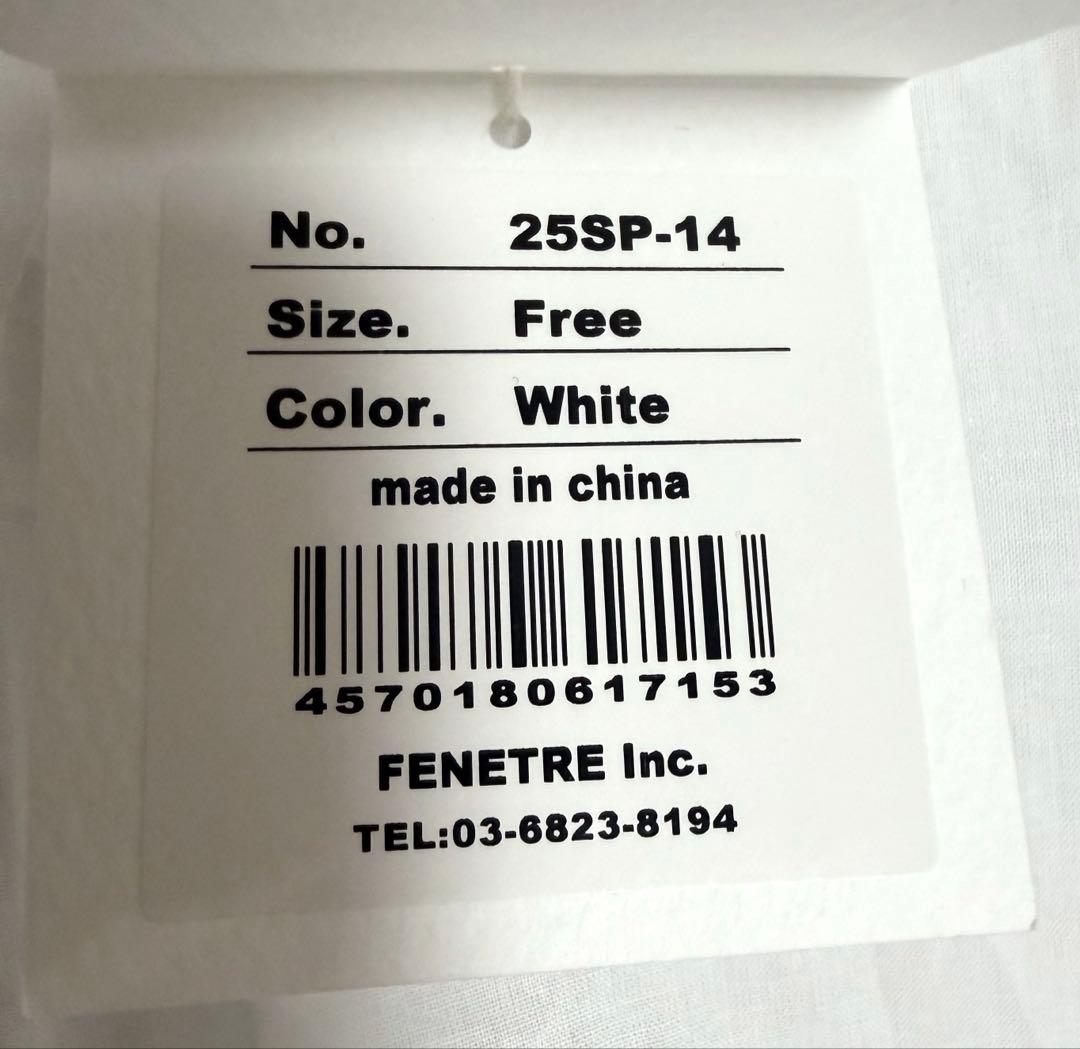 No. 25SP-14
Size. Free
Color. White
made in china
4570180617153
FENETRE Inc.
TEL:03-6823-8194